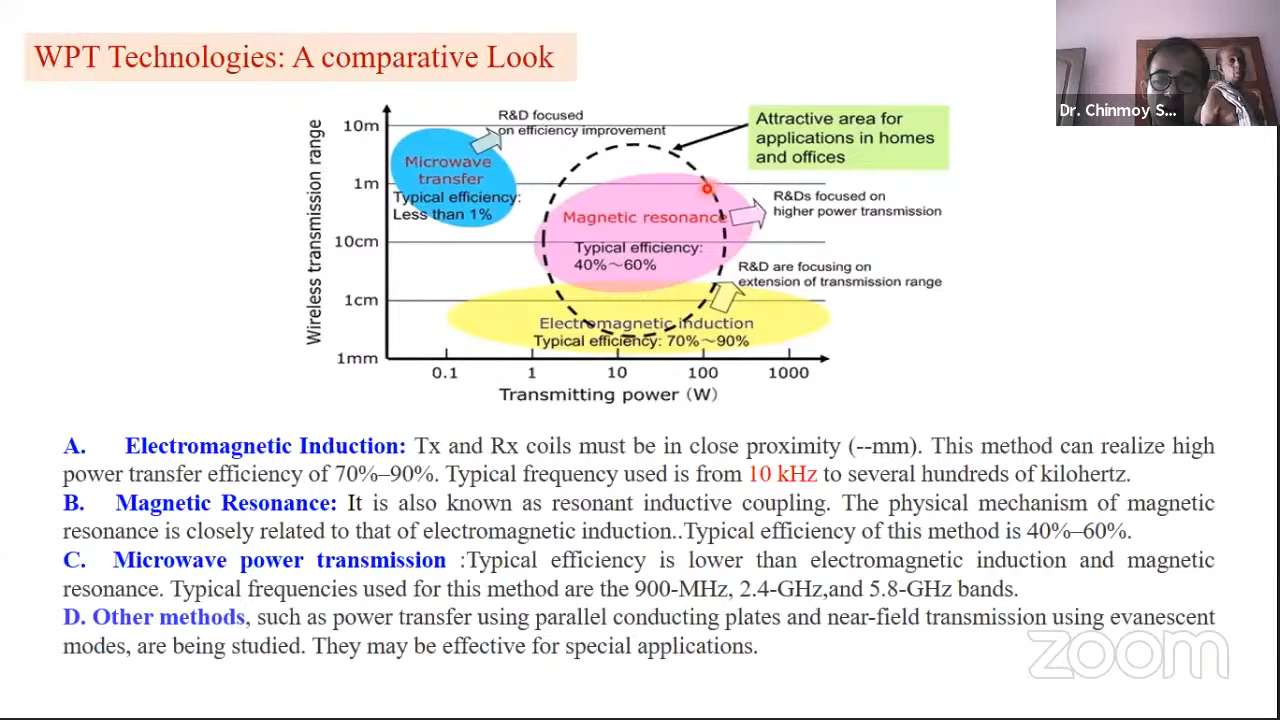 WPT Technologies: A comparative Look
Dr. Chinmoy S...
Wireless transmission range
10m
1m
10cm
1cm
1mm
R&D focused
on efficiency improvement
Microwave
transfer
Typical efficiency:
Less than 1%
Attractive area for
applications in homes
and offices
Magnetic resonance
Typical efficiency:
40%～60%
R&Ds focused on
higher power transmission
R&D are focusing on
extension of transmission range
Electromagnetic induction
Typical efficiency: 70%～90%
0.1 1 10 100 1000
Transmitting power (W)
A. Electromagnetic Induction: Tx and Rx coils must be in close proximity (--mm). This method can realize high
power transfer efficiency of 70%–90%. Typical frequency used is from 10 kHz to several hundreds of kilohertz.
B. Magnetic Resonance: It is also known as resonant inductive coupling. The physical mechanism of magnetic
resonance is closely related to that of electromagnetic induction..Typical efficiency of this method is 40%–60%.
C. Microwave power transmission :Typical efficiency is lower than electromagnetic induction and magnetic
resonance. Typical frequencies used for this method are the 900-MHz, 2.4-GHz,and 5.8-GHz bands.
D. Other methods, such as power transfer using parallel conducting plates and near-field transmission using evanescent
modes, are being studied. They may be effective for special applications.
zoom